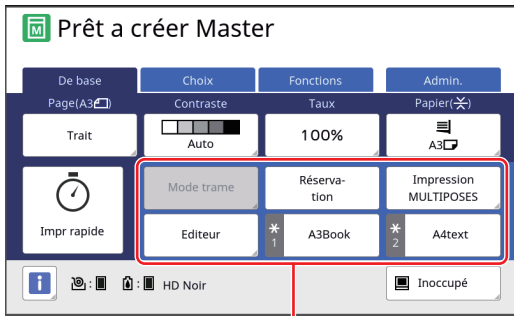 M Prêt a créer Master
De base Choix Fonctions Admin.
Page(A3) Contraste Taux Papier( )
Trait Auto 100% A3
Impr rapide
Mode trame Réserva-
tion Impression
MULTIPOSES
Editeur * 1 A3Book * 2 A4text
i : : HD Noir Inoccupé